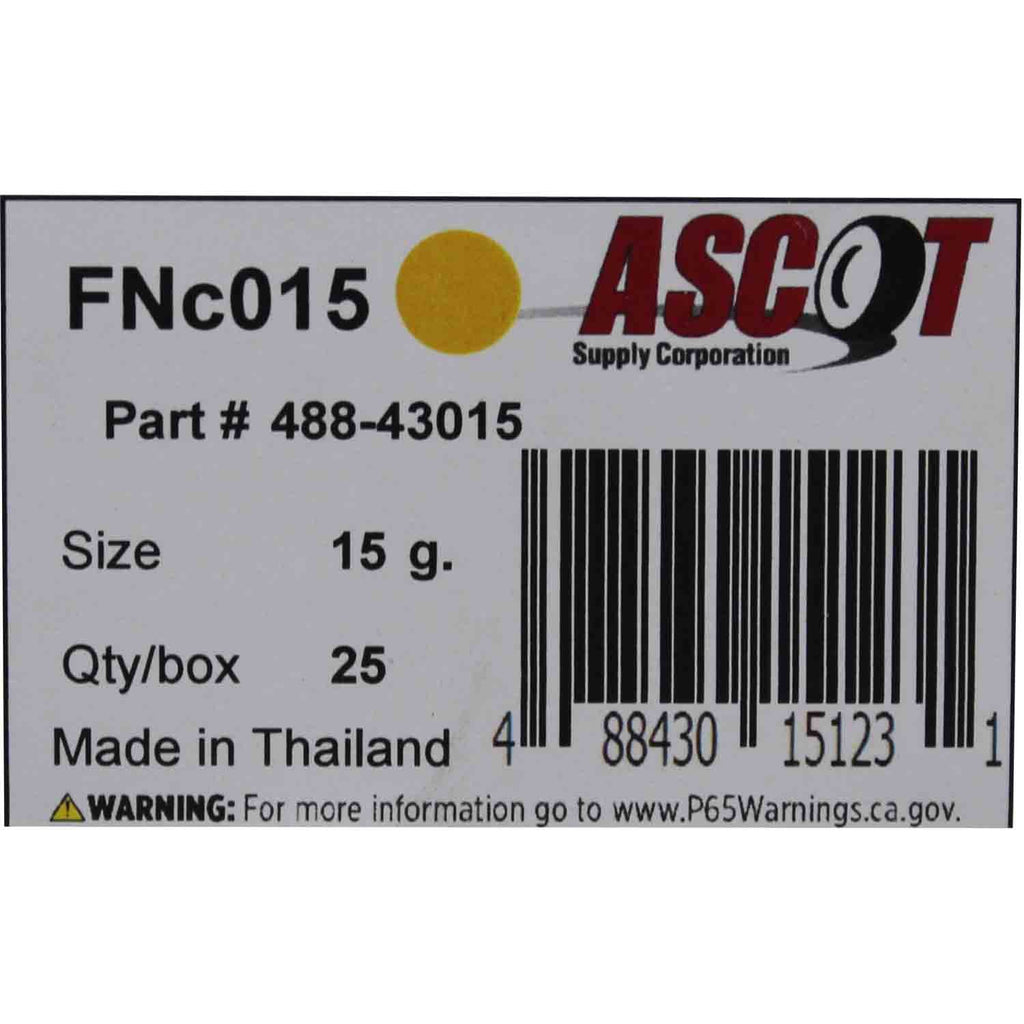 FNc015
ASCOT
Supply Corporation
Part # 488-43015
Size 15 g.
Qty/box 25
Made in Thailand
4 88430 15123 1
WARNING: For more information go to www.P65Warnings.ca.gov.